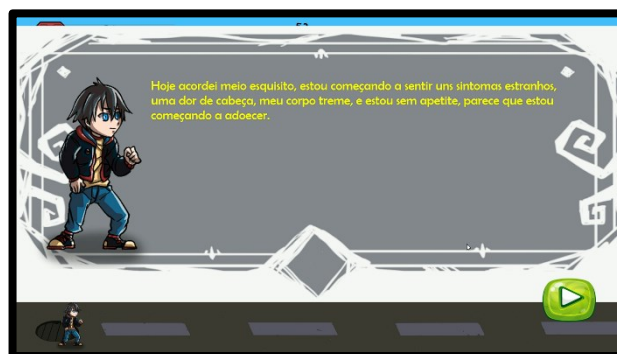 Hoje acordei meio esquisito, estou começando a sentir uns sintomas estranhos,
uma dor de cabeça, meu corpo treme, e estou sem apetite, parece que estou
começando a adoecer.